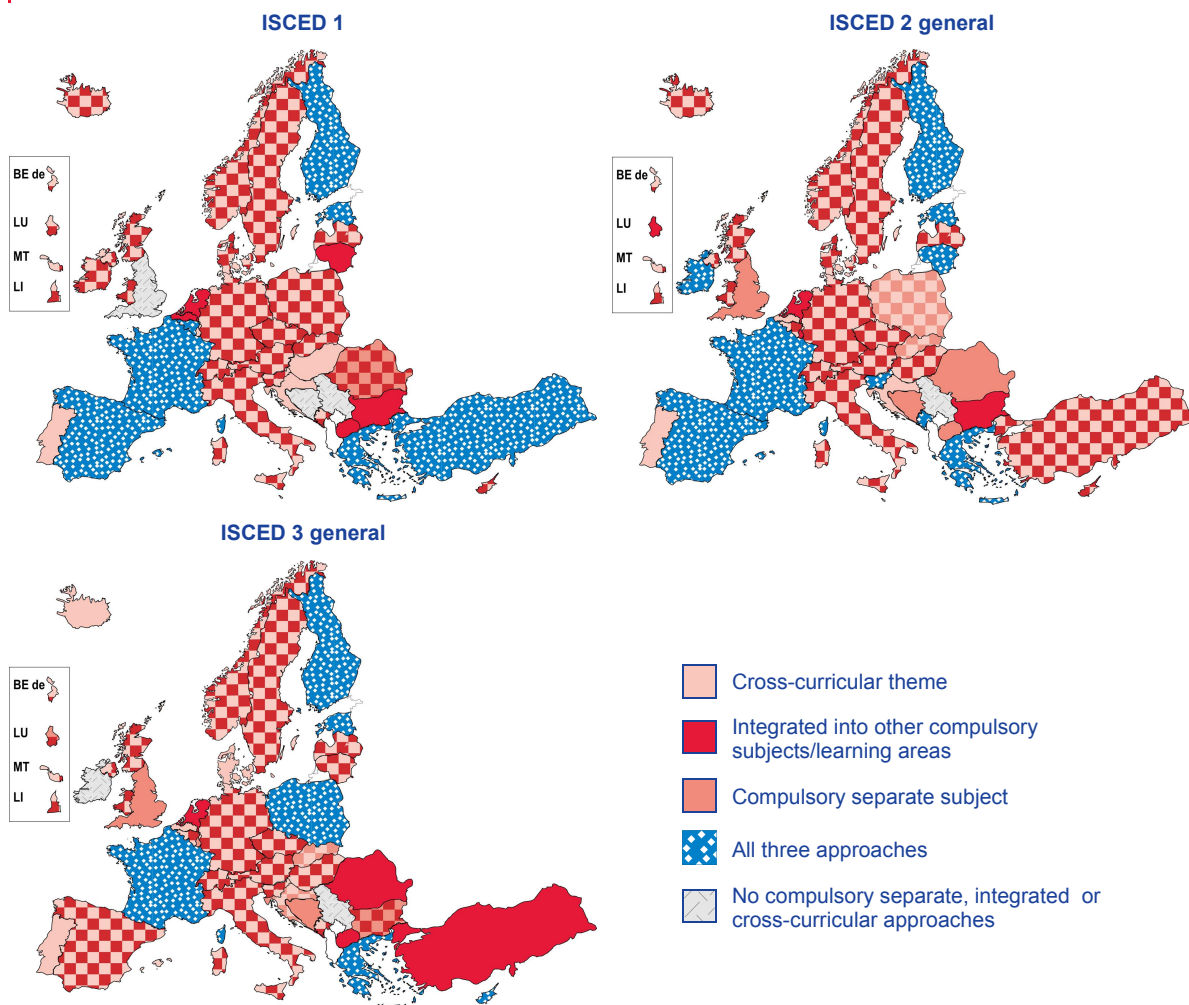 ISCED 1
ISCED 2 general
BE de
LU
MT
LI
BE de
LU
MT
LI
ISCED 3 general
BE de
LU
MT
LI
Cross-curricular theme
Integrated into other compulsory
subjects/learning areas
Compulsory separate subject
All three approaches
No compulsory separate, integrated or
cross-curricular approaches